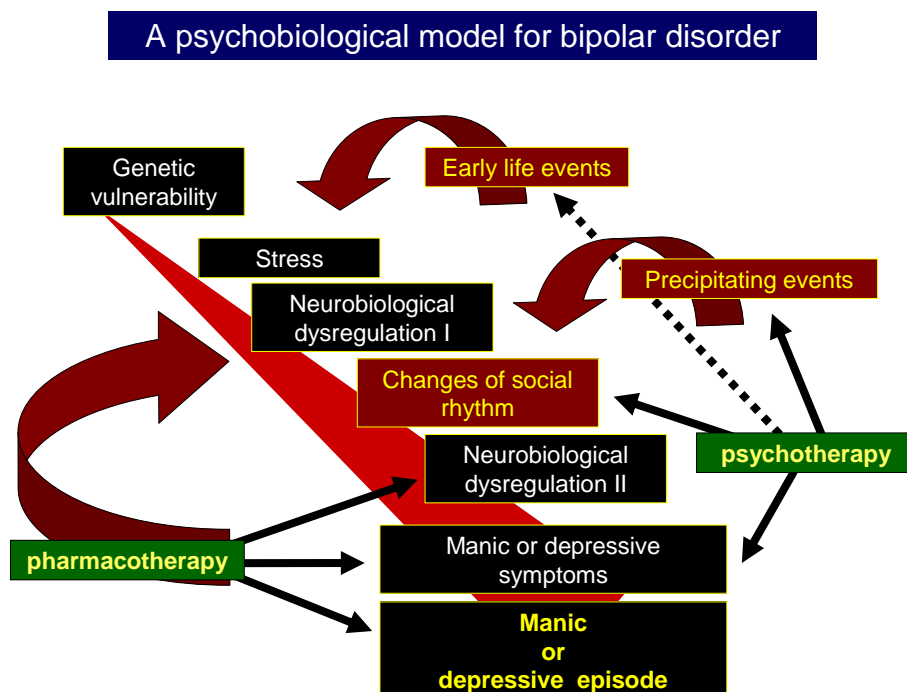 A psychobiological model for bipolar disorder
Genetic
vulnerability
Early life events
Stress
Precipitating events
Neurobiological
dysregulation I
Changes of social
rhythm
Neurobiological
dysregulation II
psychotherapy
pharmacotherapy
Manic or depressive
symptoms
Manic
or
depressive episode